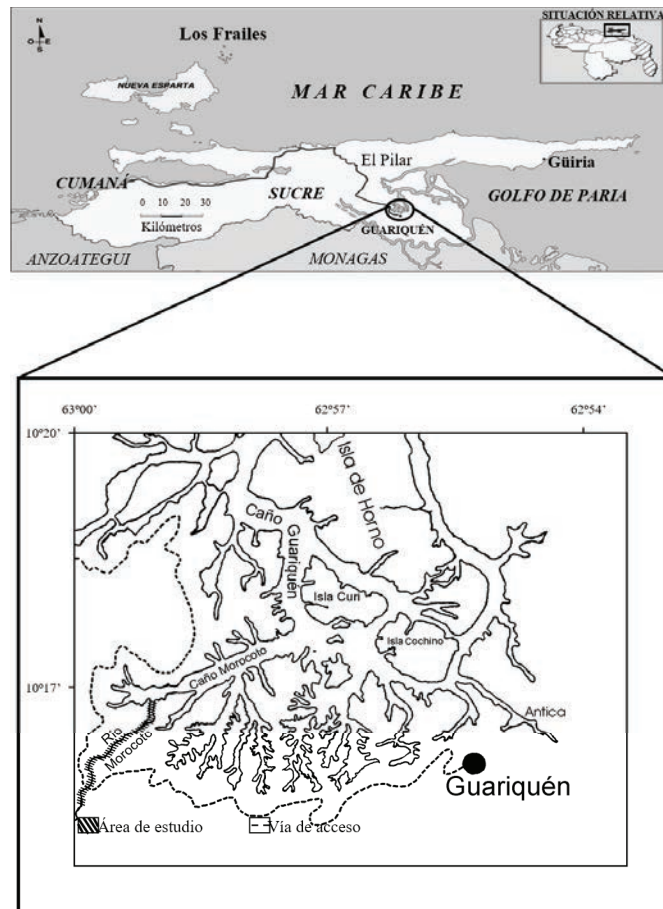 N
O E
S
Los Frailes
SITUACIÓN RELATIVA
NUEVA ESPARTA
MAR CARIBE
El Pilar
Güiria
CUMANÁ
SUCRE
GOLFO DE PARIA
0 10 20 30
Kilómetros
GUARIQUÉN
ANZOATEGUI
MONAGAS
63°00'
62°57'
62°54'
10°20'
Isla de Horno
Caño
Guariquén
Isla Curí
Isla Cochino
Caño Morocoto
10°17'
Antica
Río
Morocoto
Guariquén
Área de estudio
Vía de acceso